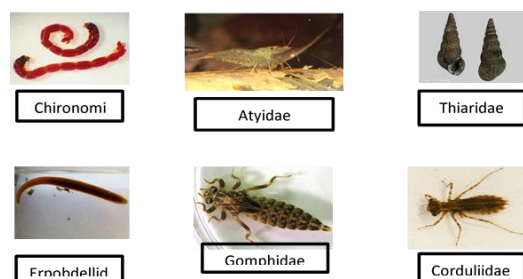 Chironomi
Atyidae
Thiaridae
Erpobdellid
Gomphidae
Corduliidae